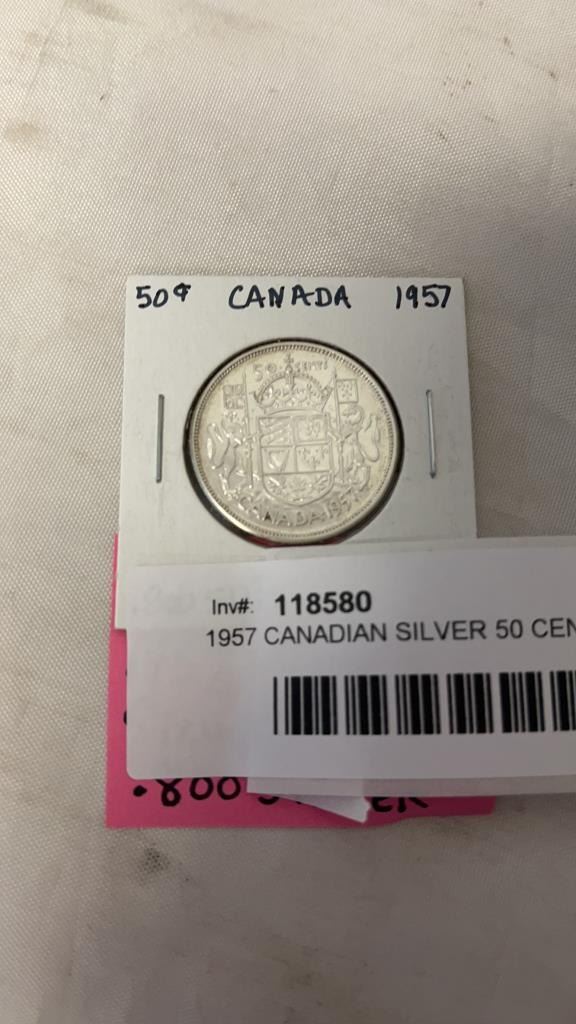 50¢ CANADA 1957
50 CENTS
CANADA 1957
Inv#: 118580
1957 CANADIAN SILVER 50 CEN
.800